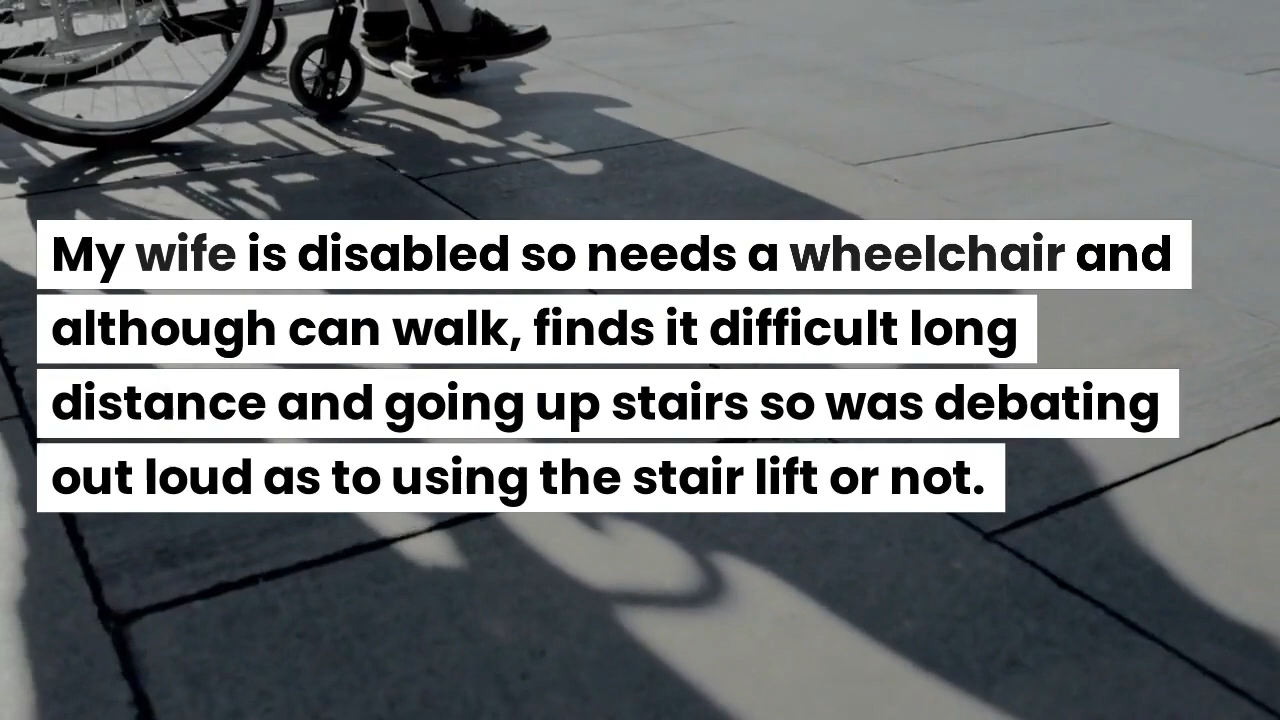 My wife is disabled so needs a wheelchair and
although can walk, finds it difficult long
distance and going up stairs so was debating
out loud as to using the stair lift or not.